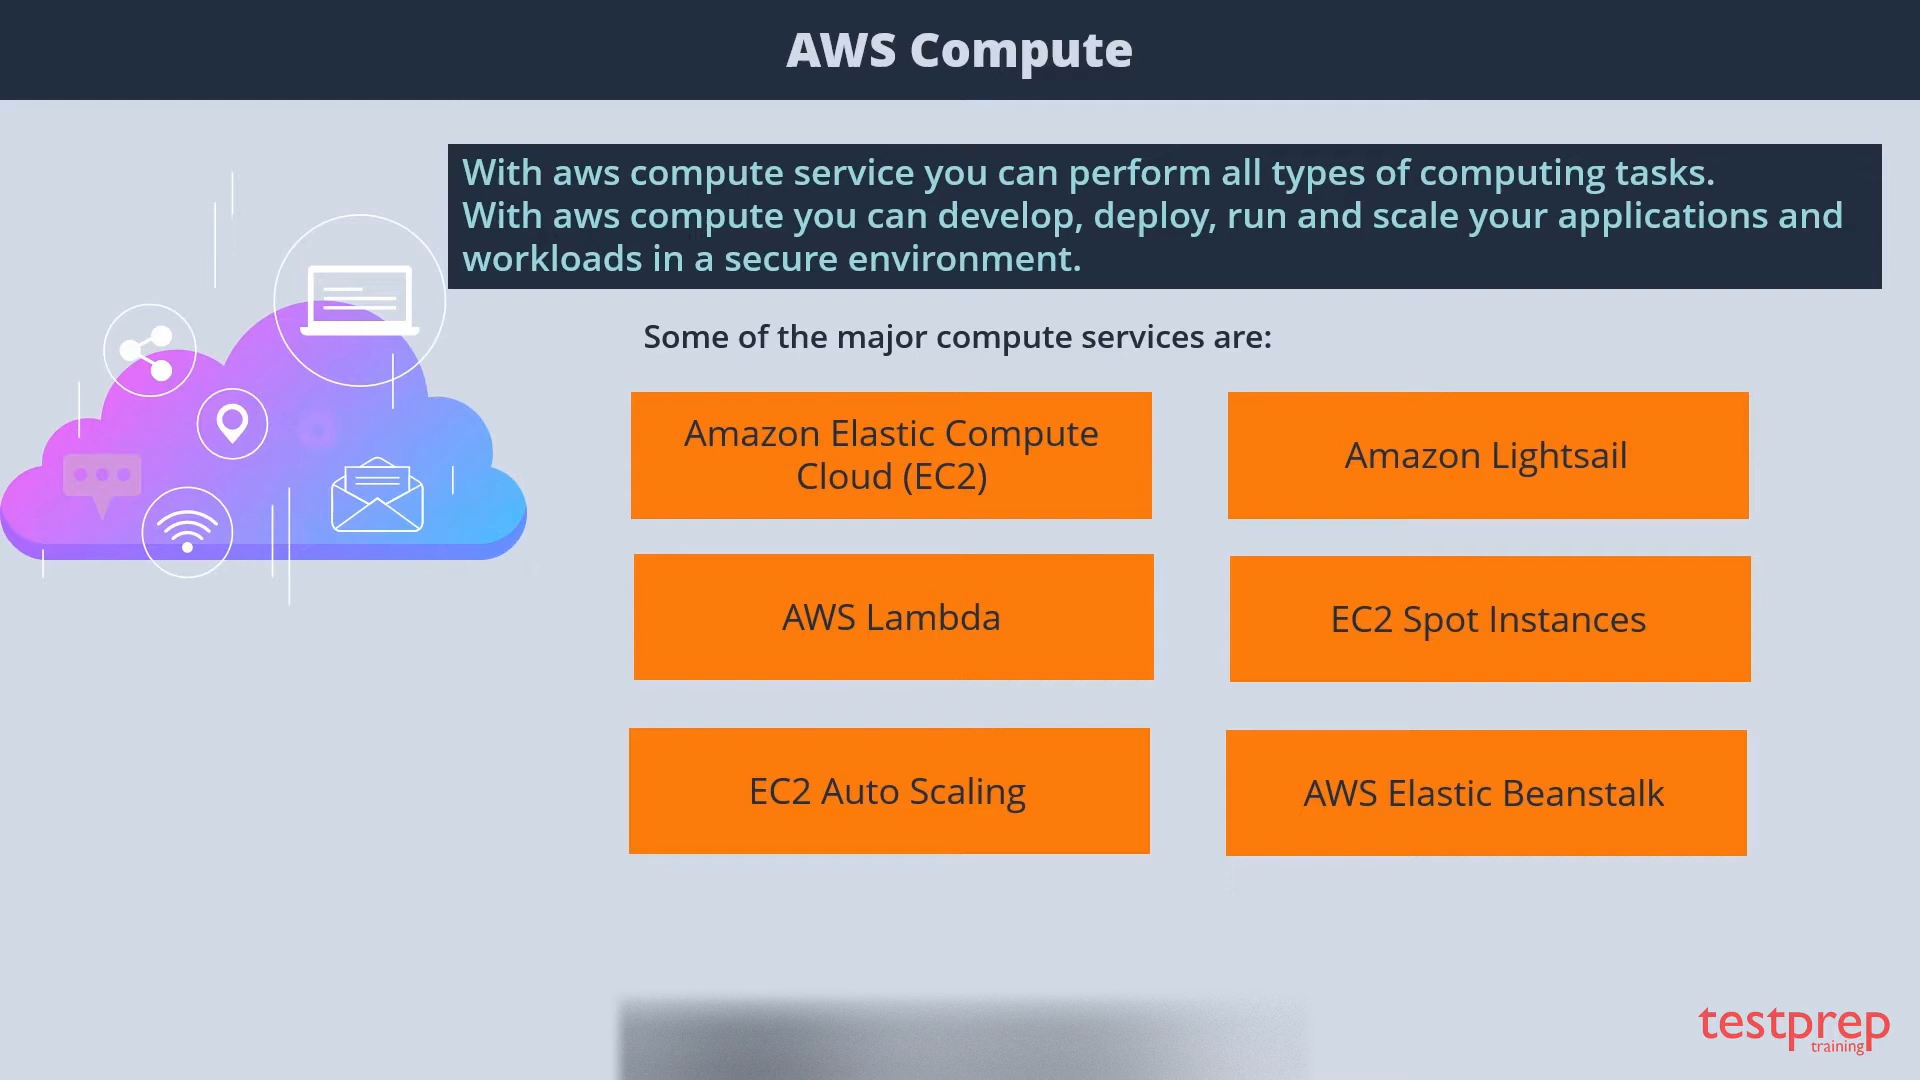 AWS Compute
With aws compute service you can perform all types of computing tasks.
With aws compute you can develop, deploy, run and scale your applications and
workloads in a secure environment.
Some of the major compute services are:
Amazon Elastic Compute
Cloud (EC2)
Amazon Lightsail
AWS Lambda
EC2 Spot Instances
EC2 Auto Scaling
AWS Elastic Beanstalk
testprep
training